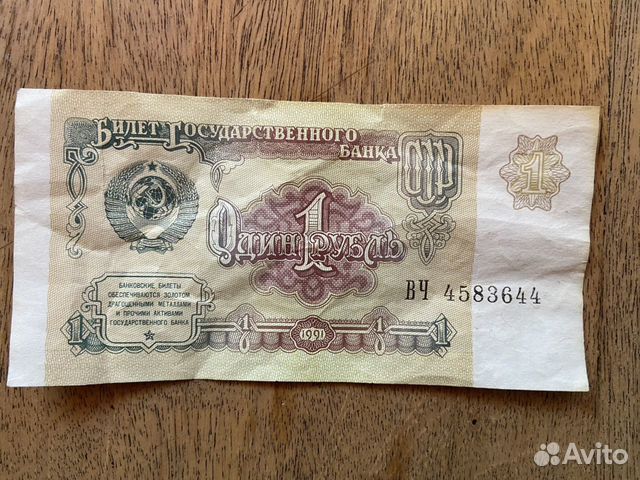 Билет Государственного
Банка
СССР
1
Один 1 Рубль
ВЧ 4583644
БАНКОВСКИЕ БИЛЕТЫ
ОБЕСПЕЧИВАЮТСЯ ЗОЛОТОМ,
ДРАГОЦЕННЫМИ МЕТАЛЛАМИ
И ПРОЧИМИ АКТИВАМИ
ГОСУДАРСТВЕННОГО БАНКА
1 1 1991 1 1
Avito